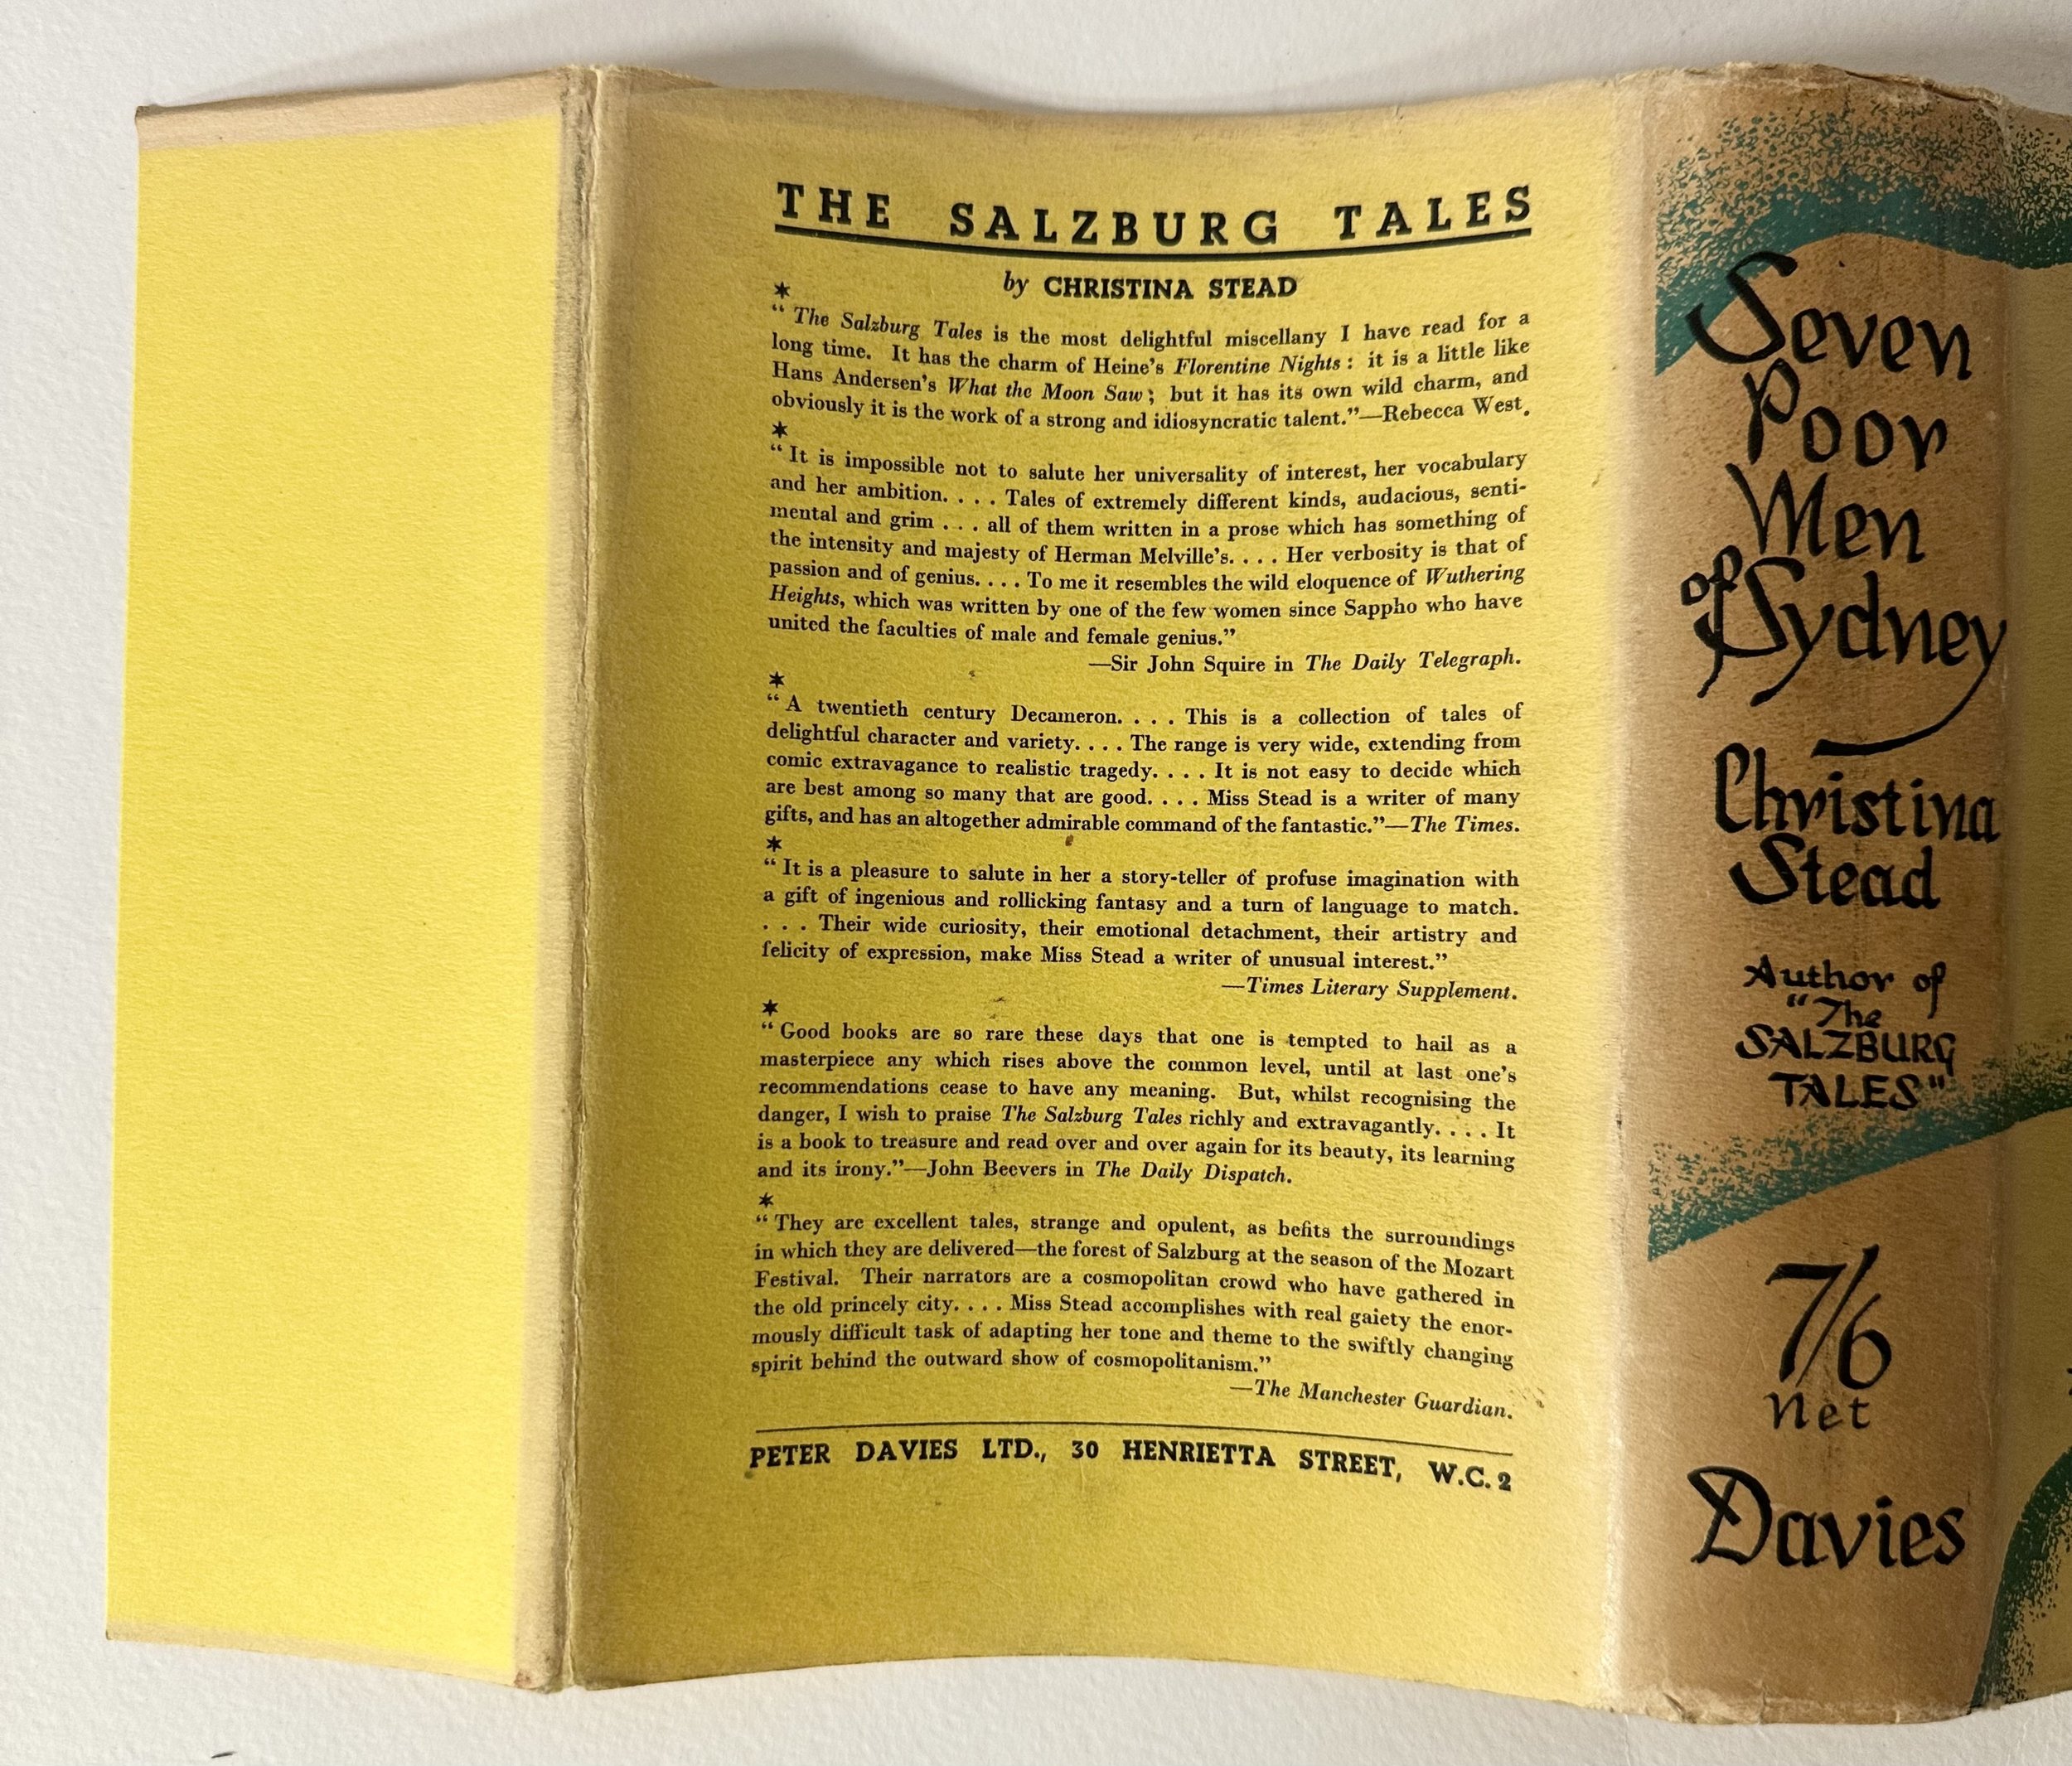 THE SALZBURG TALES
by CHRISTINA STEAD
*
“ The Salzburg Tales is the most delightful miscellany I have read for a
long time. It has the charm of Heine’s Florentine Nights : it is a little like
Hans Andersen’s What the Moon Saw ; but it has its own wild charm, and
obviously it is the work of a strong and idiosyncratic talent.”—Rebecca West.
*
“ It is impossible not to salute her universality of interest, her vocabulary
and her ambition. . . . Tales of extremely different kinds, audacious, senti-
mental and grim . . . all of them written in a prose which has something of
the intensity and majesty of Herman Melville’s. . . . Her verbosity is that of
passion and of genius. . . . To me it resembles the wild eloquence of Wuthering
Heights, which was written by one of the few women since Sappho who have
united the faculties of male and female genius.”
—Sir John Squire in The Daily Telegraph.
*
“ A twentieth century Decameron. . . . This is a collection of tales of
delightful character and variety. . . . The range is very wide, extending from
comic extravagance to realistic tragedy. . . . It is not easy to decide which
are best among so many that are good. . . . Miss Stead is a writer of many
gifts, and has an altogether admirable command of the fantastic.”—The Times.
*
“ It is a pleasure to salute in her a story-teller of profuse imagination with
a gift of ingenious and rollicking fantasy and a turn of language to match.
. . . Their wide curiosity, their emotional detachment, their artistry and
felicity of expression, make Miss Stead a writer of unusual interest.”
—Times Literary Supplement.
*
“ Good books are so rare these days that one is tempted to hail as a
masterpiece any which rises above the common level, until at last one’s
recommendations cease to have any meaning. But, whilst recognising the
danger, I wish to praise The Salzburg Tales richly and extravagantly. . . . It
is a book to treasure and read over and over again for its beauty, its learning
and its irony.”—John Beevers in The Daily Dispatch.
*
“ They are excellent tales, strange and opulent, as befits the surroundings
in which they are delivered—the forest of Salzburg at the season of the Mozart
Festival. Their narrators are a cosmopolitan crowd who have gathered in
the old princely city. . . . Miss Stead accomplishes with real gaiety the enor-
mously difficult task of adapting her tone and theme to the swiftly changing
spirit behind the outward show of cosmopolitanism.”
—The Manchester Guardian.
PETER DAVIES LTD., 30 HENRIETTA STREET, W.C. 2
Seven
Poor
Men
of Sydney
Christina
Stead
Author of
“The
SALZBURG
TALES”
7/6
Net
Davies